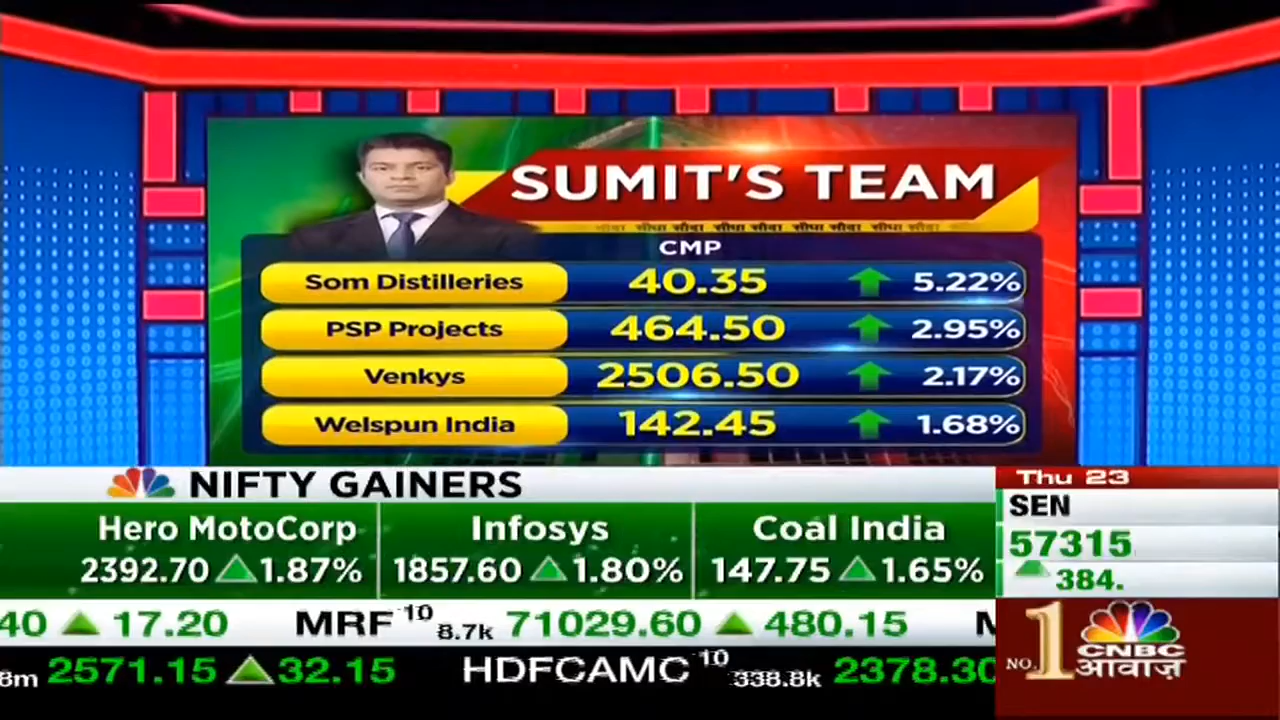 SUMIT'S TEAM
सौदा सीधा सौदा सीधा सौदा सीधा सौदा
CMP
Som Distilleries 40.35 5.22%
PSP Projects 464.50 2.95%
Venkys 2506.50 2.17%
Welspun India 142.45 1.68%
NIFTY GAINERS
Hero MotoCorp Infosys Coal India
2392.70 1.87% 1857.60 1.80% 147.75 1.65%
Thu 23
SEN
57315
384.
40 17.20 MRF 10 8.7k 71029.60 480.15
8m 2571.15 32.15 HDFCAMC 10 338.8k 2378.30
NO.1 CNBC
आवाज़